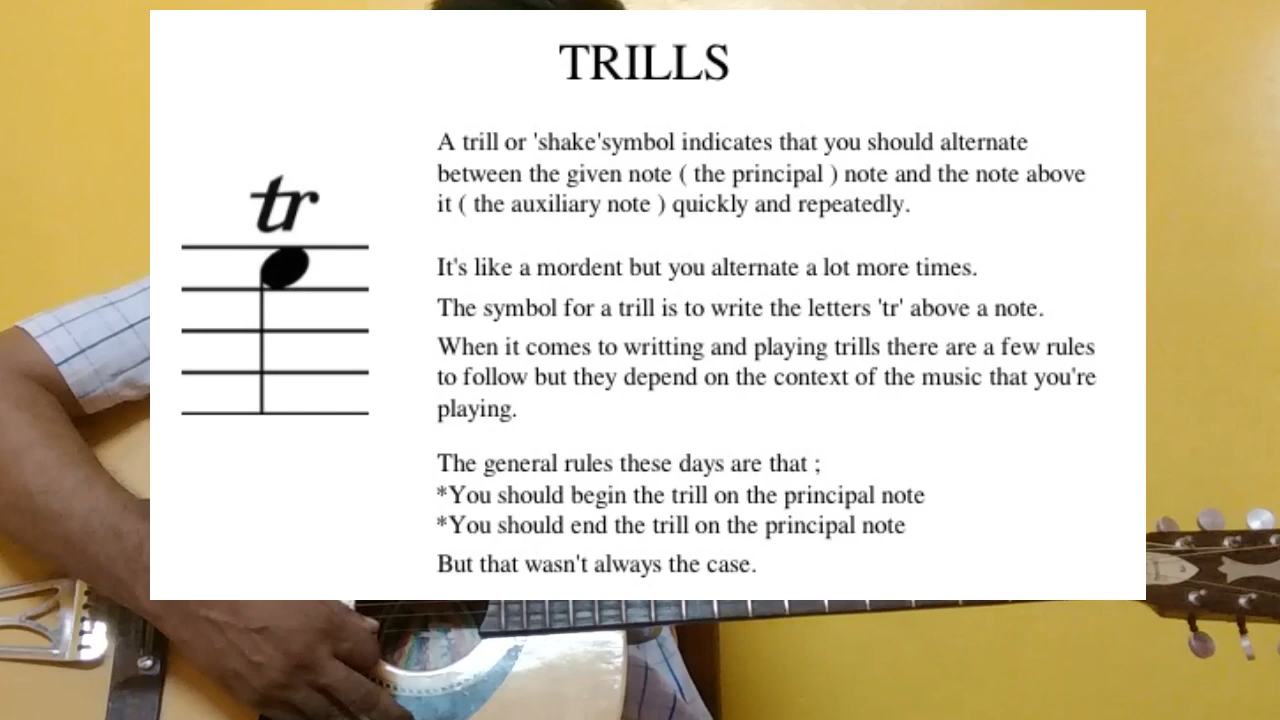 TRILLS
A trill or 'shake'symbol indicates that you should alternate
between the given note ( the principal ) note and the note above
it ( the auxiliary note ) quickly and repeatedly.
tr
It's like a mordent but you alternate a lot more times.
The symbol for a trill is to write the letters 'tr' above a note.
When it comes to writting and playing trills there are a few rules
to follow but they depend on the context of the music that you're
playing.
The general rules these days are that ;
*You should begin the trill on the principal note
*You should end the trill on the principal note
But that wasn't always the case.